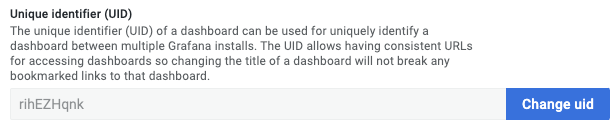 Unique identifier (UID)
The unique identifier (UID) of a dashboard can be used for uniquely identify a
dashboard between multiple Grafana installs. The UID allows having consistent URLs
for accessing dashboards so changing the title of a dashboard will not break any
bookmarked links to that dashboard.
rihEZHqnk
Change uid